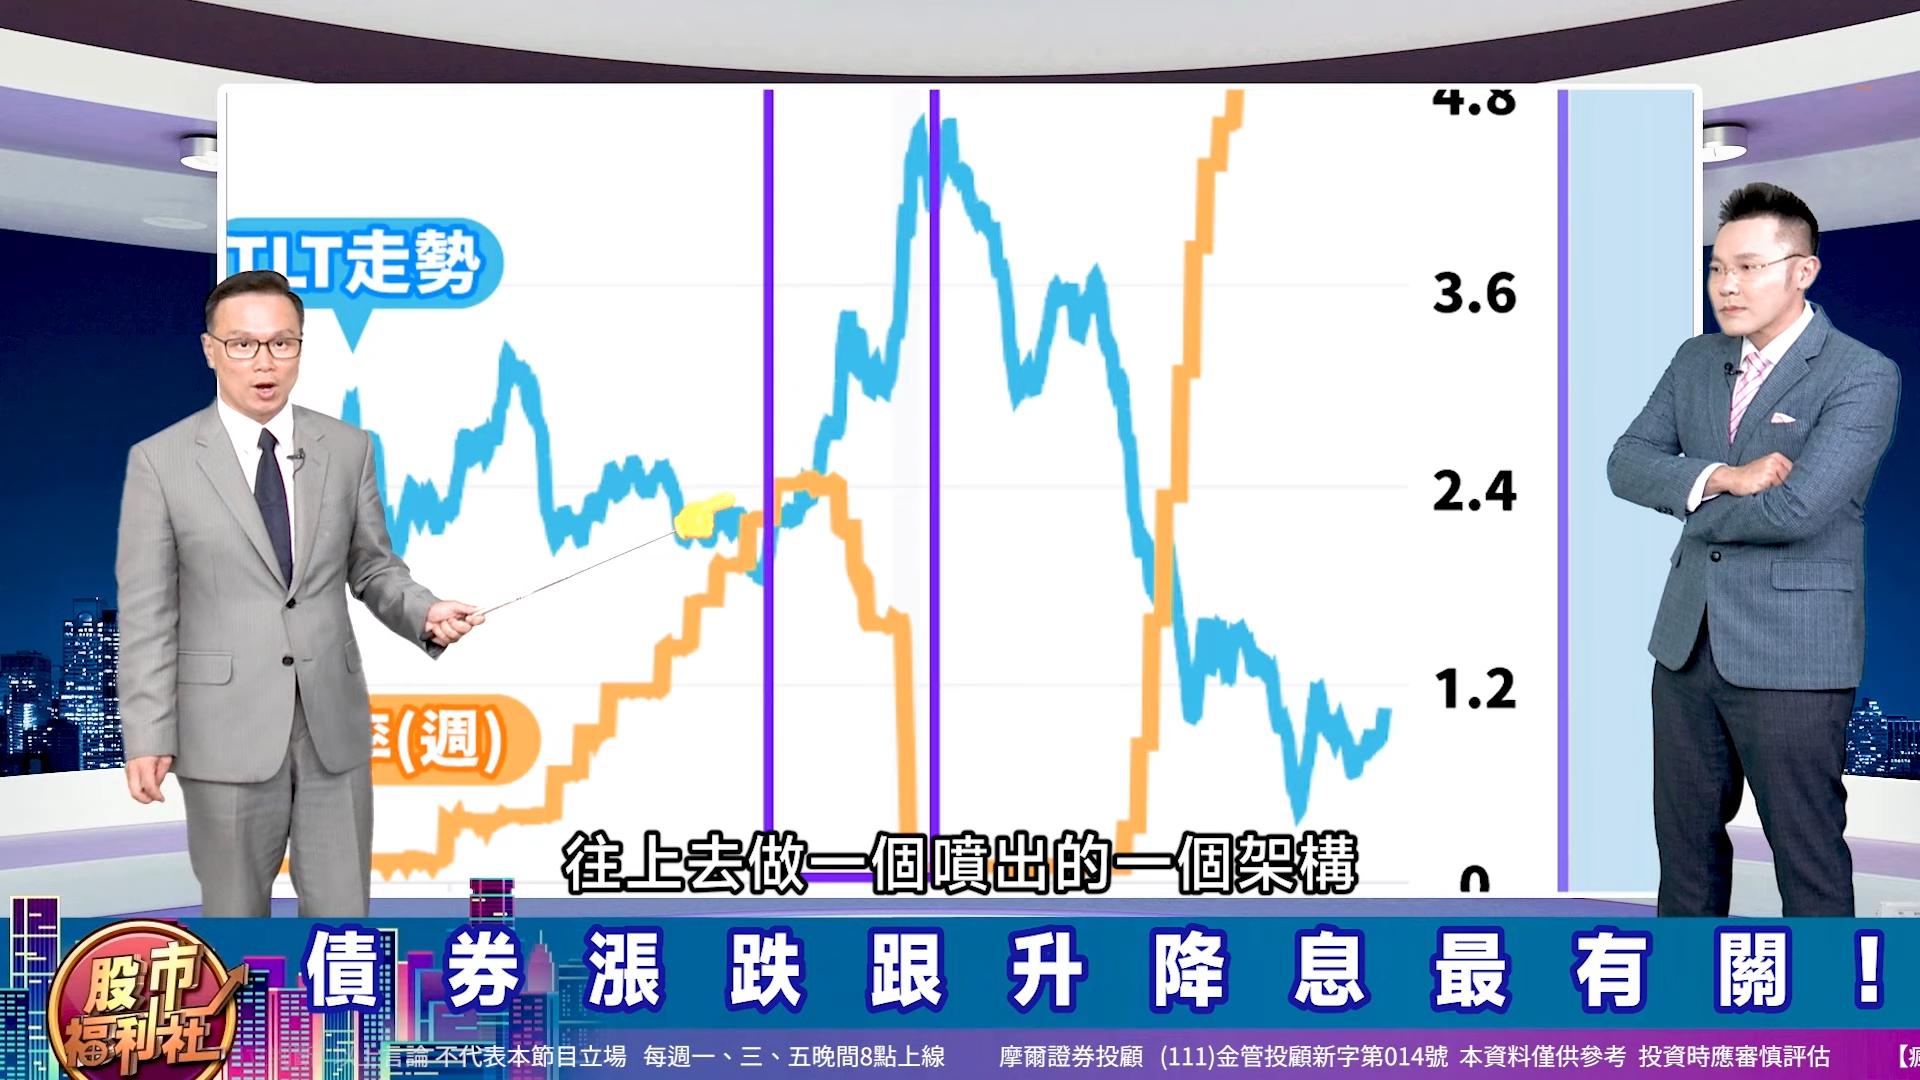 4.8
TLT走勢
3.6
2.4
1.2
率(週)
0
往上去做一個噴出的一個架構
債券漲跌跟升降息最有關！
股市
福利社
言論 不代表本節目立場 每週一、三、五晚間8點上線 摩爾證券投顧 (111)金管投顧新字第014號 本資料僅供參考 投資時應審慎評估